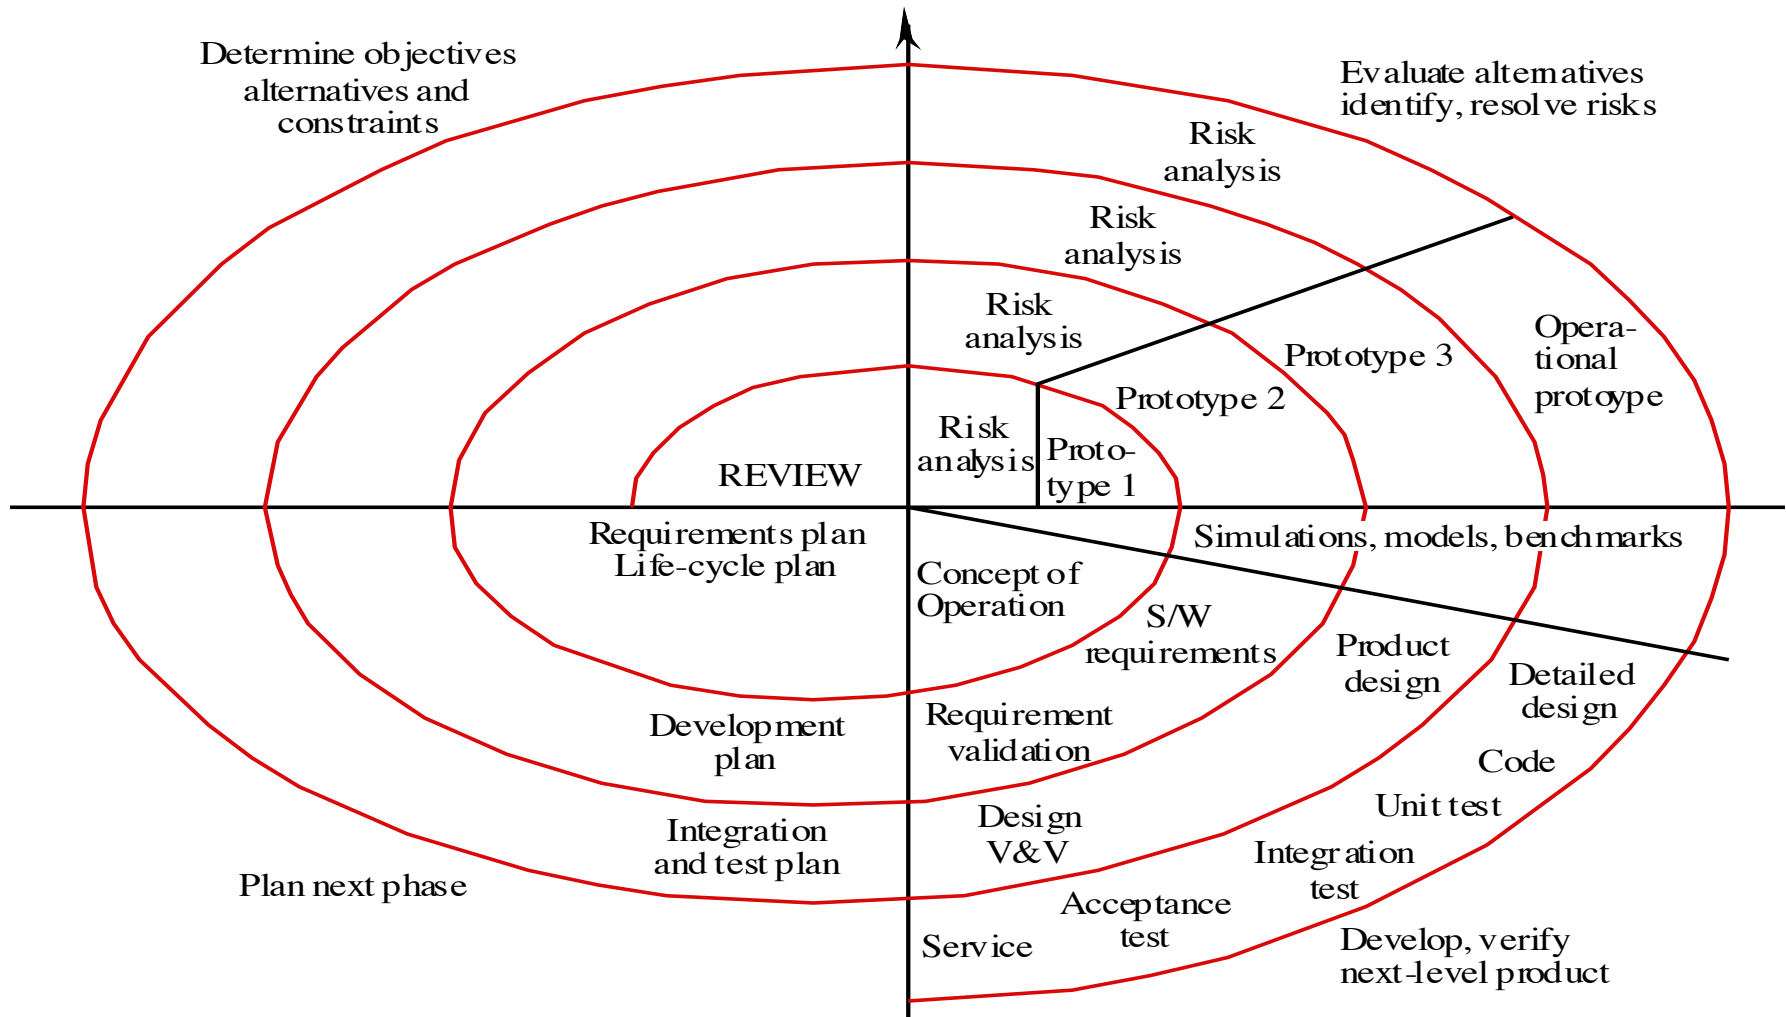 Determine objectives
alternatives and
constraints
Evaluate alternatives
identify, resolve risks
Risk
analysis
Risk
analysis
Risk
analysis
Risk
analysis
Proto-
type 1
Prototype 2
Prototype 3
Opera-
tional
protoype
REVIEW
Requirements plan
Life-cycle plan
Simulations, models, benchmarks
Concept of
Operation
S/W
requirements
Product
design
Detailed
design
Development
plan
Requirement
validation
Code
Unit test
Integration
and test plan
Design
V&V
Integration
test
Plan next phase
Acceptance
test
Service
Develop, verify
next-level product